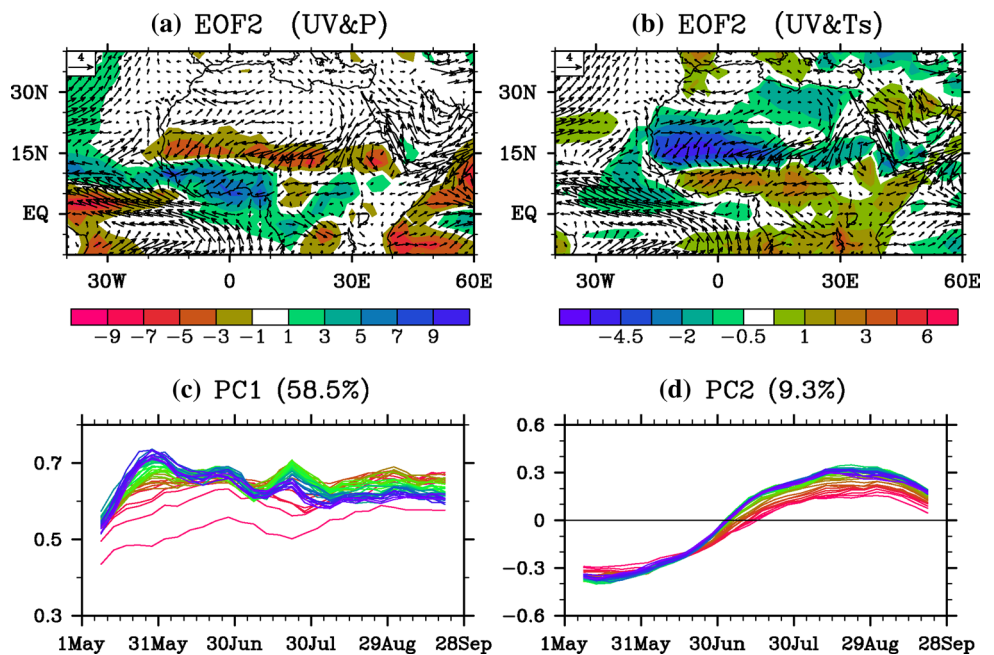 (a) EOF2 (UV&P)
(b) EOF2 (UV&Ts)
4
30N
15N
EQ
30W 0 30E 60E
-9 -7 -5 -3 -1 1 3 5 7 9
4
30N
15N
EQ
30W 0 30E 60E
-4.5 -2 -0.5 1 3 6
(c) PC1 (58.5%)
0.7
0.5
0.3
1May 31May 30Jun 30Jul 29Aug 28Sep
(d) PC2 (9.3%)
0.6
0.3
0
-0.3
-0.6
1May 31May 30Jun 30Jul 29Aug 28Sep